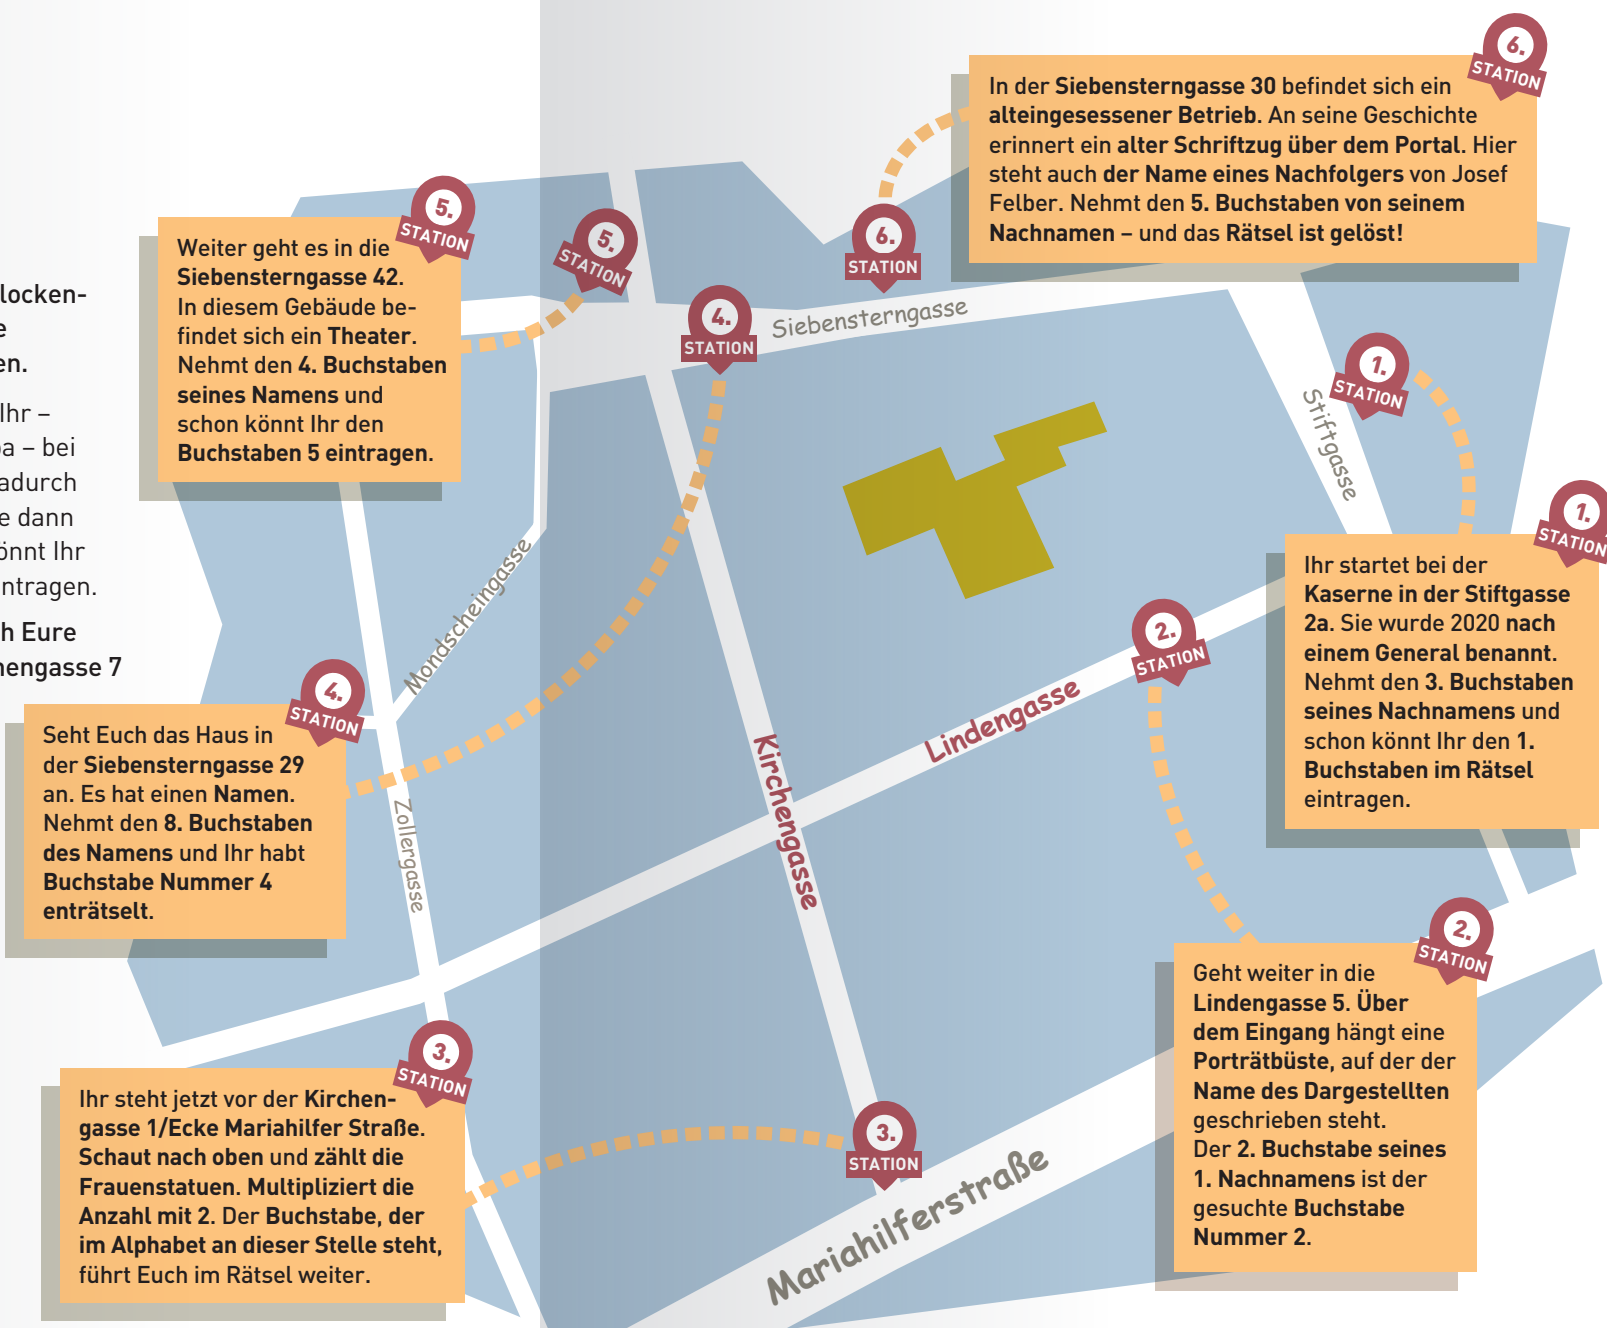 6.
STATION
In der Siebensterngasse 30 befindet sich ein
alteingesessener Betrieb. An seine Geschichte
erinnert ein alter Schriftzug über dem Portal. Hier
steht auch der Name eines Nachfolgers von Josef
Felber. Nehmt den 5. Buchstaben von seinem
Nachnamen – und das Rätsel ist gelöst!
5.
STATION
Weiter geht es in die
Siebensterngasse 42.
In diesem Gebäude be-
findet sich ein Theater.
Nehmt den 4. Buchstaben
seines Namens und
schon könnt Ihr den
Buchstaben 5 eintragen.
5.
STATION
6.
STATION
4.
STATION
Siebensterngasse
1.
STATION
Stiftgasse
en.
Ihr –
a – bei
adurch
e dann
önnt Ihr
ntragen.
h Eure
engasse 7
Mondscheingasse
1.
STATION
Ihr startet bei der
Kaserne in der Stiftgasse
2a. Sie wurde 2020 nach
einem General benannt.
Nehmt den 3. Buchstaben
seines Nachnamens und
schon könnt Ihr den 1.
Buchstaben im Rätsel
eintragen.
2.
STATION
Lindengasse
Kirchengasse
4.
STATION
Seht Euch das Haus in
der Siebensterngasse 29
an. Es hat einen Namen.
Nehmt den 8. Buchstaben
des Namens und Ihr habt
Buchstabe Nummer 4
enträtselt.
Zollergasse
2.
STATION
Geht weiter in die
Lindengasse 5. Über
dem Eingang hängt eine
Porträtbüste, auf der der
Name des Dargestellten
geschrieben steht.
Der 2. Buchstabe seines
1. Nachnamens ist der
gesuchte Buchstabe
Nummer 2.
3.
STATION
Ihr steht jetzt vor der Kirchen-
gasse 1/Ecke Mariahilfer Straße.
Schaut nach oben und zählt die
Frauenstatuen. Multipliziert die
Anzahl mit 2. Der Buchstabe, der
im Alphabet an dieser Stelle steht,
führt Euch im Rätsel weiter.
3.
STATION
Mariahilferstraße